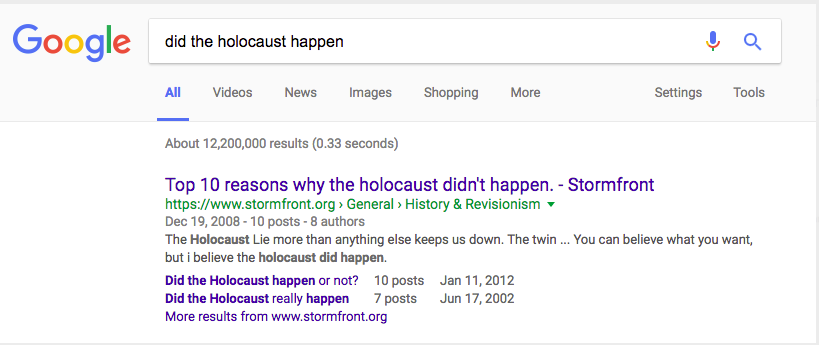 Google did the holocaust happen
All Videos News Images Shopping More Settings Tools
About 12,200,000 results (0.33 seconds)
Top 10 reasons why the holocaust didn't happen. - Stormfront
https://www.stormfront.org › General › History & Revisionism
Dec 19, 2008 - 10 posts - 8 authors
The Holocaust Lie more than anything else keeps us down. The twin ... You can believe what you want,
but i believe the holocaust did happen.
Did the Holocaust happen or not? 10 posts Jan 11, 2012
Did the Holocaust really happen 7 posts Jun 17, 2002
More results from www.stormfront.org